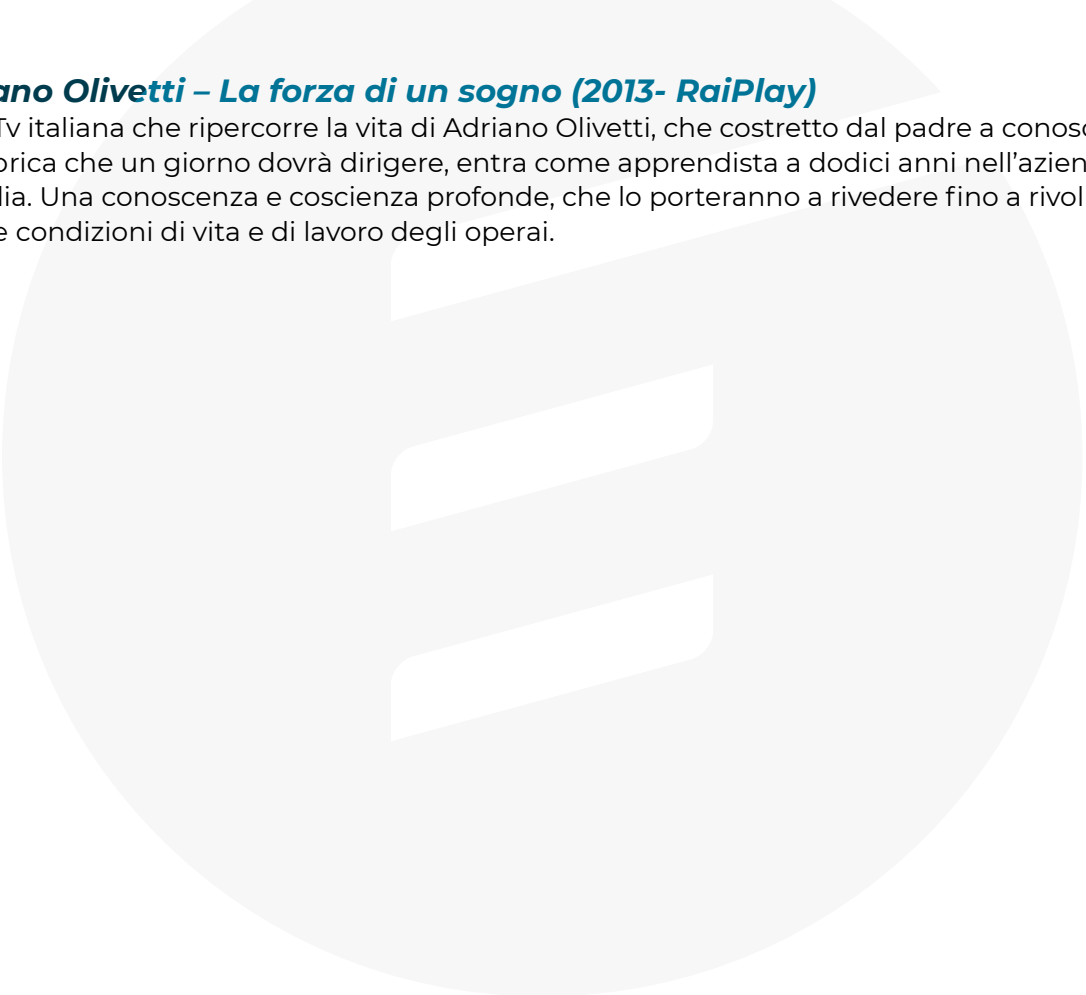 ano Olivetti – La forza di un sogno (2013- RaiPlay)
Tv italiana che ripercorre la vita di Adriano Olivetti, che costretto dal padre a conosc
brica che un giorno dovrà dirigere, entra come apprendista a dodici anni nell’azien
lia. Una conoscenza e coscienza profonde, che lo porteranno a rivedere fino a rivol
e condizioni di vita e di lavoro degli operai.